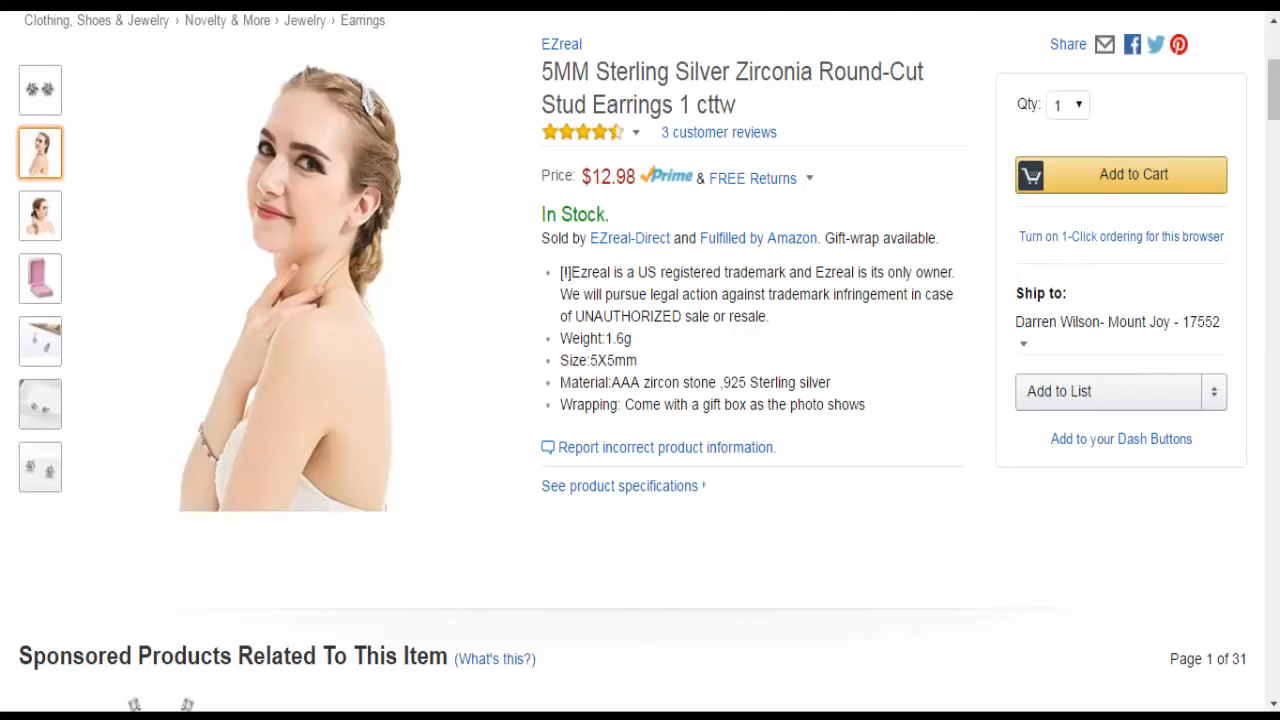 Clothing, Shoes & Jewelry › Novelty & More › Jewelry › Earrings
EZreal
5MM Sterling Silver Zirconia Round-Cut
Stud Earrings 1 cttw
3 customer reviews
Price: $12.98 Prime & FREE Returns
In Stock.
Sold by EZreal-Direct and Fulfilled by Amazon. Gift-wrap available.
• [!]Ezreal is a US registered trademark and Ezreal is its only owner.
We will pursue legal action against trademark infringement in case
of UNAUTHORIZED sale or resale.
• Weight:1.6g
• Size:5X5mm
• Material:AAA zircon stone ,925 Sterling silver
• Wrapping: Come with a gift box as the photo shows
Report incorrect product information.
See product specifications
Share
Qty: 1
Add to Cart
Turn on 1-Click ordering for this browser
Ship to:
Darren Wilson- Mount Joy - 17552
Add to List
Add to your Dash Buttons
Sponsored Products Related To This Item (What's this?)
Page 1 of 31